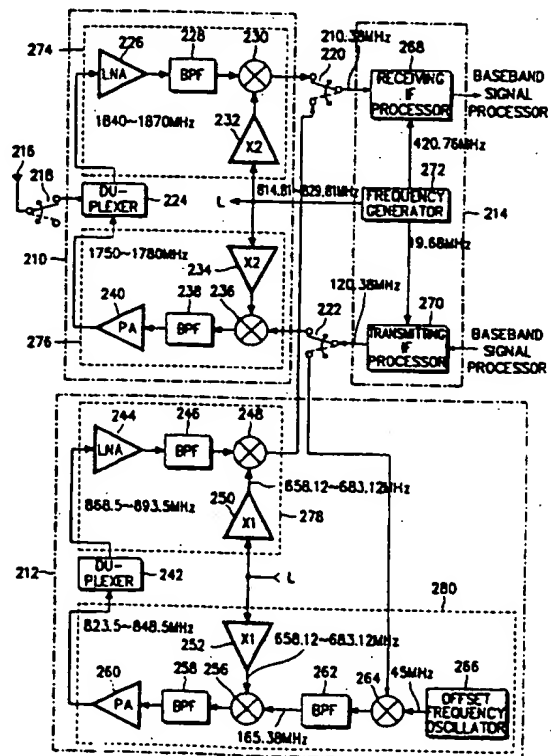 274
226
228
230
220
210.38MHz
268
LNA
BPF
RECEIVING
IF
PROCESSOR
BASEBAND
SIGNAL
PROCESSOR
232
1840~1870MHz
X2
420.76MHz
216
218
272
DU-
PLEXER
224
814.81~829.81MHz
L
FREQUENCY
GENERATOR
214
210
1750~1780MHz
X2
19.68MHz
234
120.38MHz
240
238
236
222
270
PA
BPF
TRANSMITING
IF
PROCESSOR
BASEBAND
SIGNAL
PROCESSOR
276
244
246
248
LNA
BPF
658.12~683.12MHz
250
868.5~893.5MHz
X1
278
212
DU-
PLEXER
242
L
280
823.5~848.5MHz
X1
252
658.12~683.12MHz
260
258
256
262
264
45MHz
266
PA
BPF
BPF
OFFSET
FREQUENCY
OSCILLATOR
165.38MHz